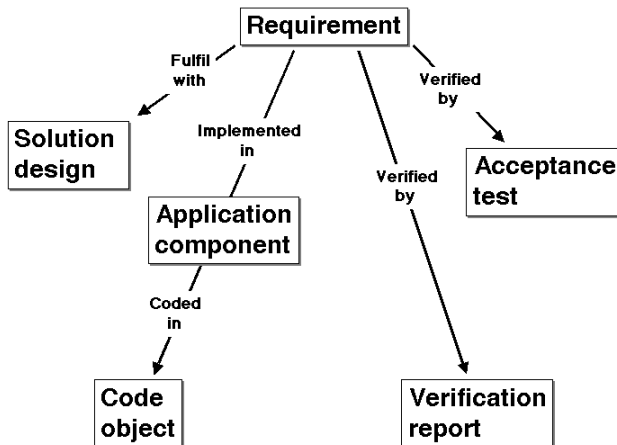 Requirement
Fulfil
with
Verified
by
Solution
design
Implemented
in
Acceptance
test
Verified
by
Application
component
Coded
in
Code
object
Verification
report